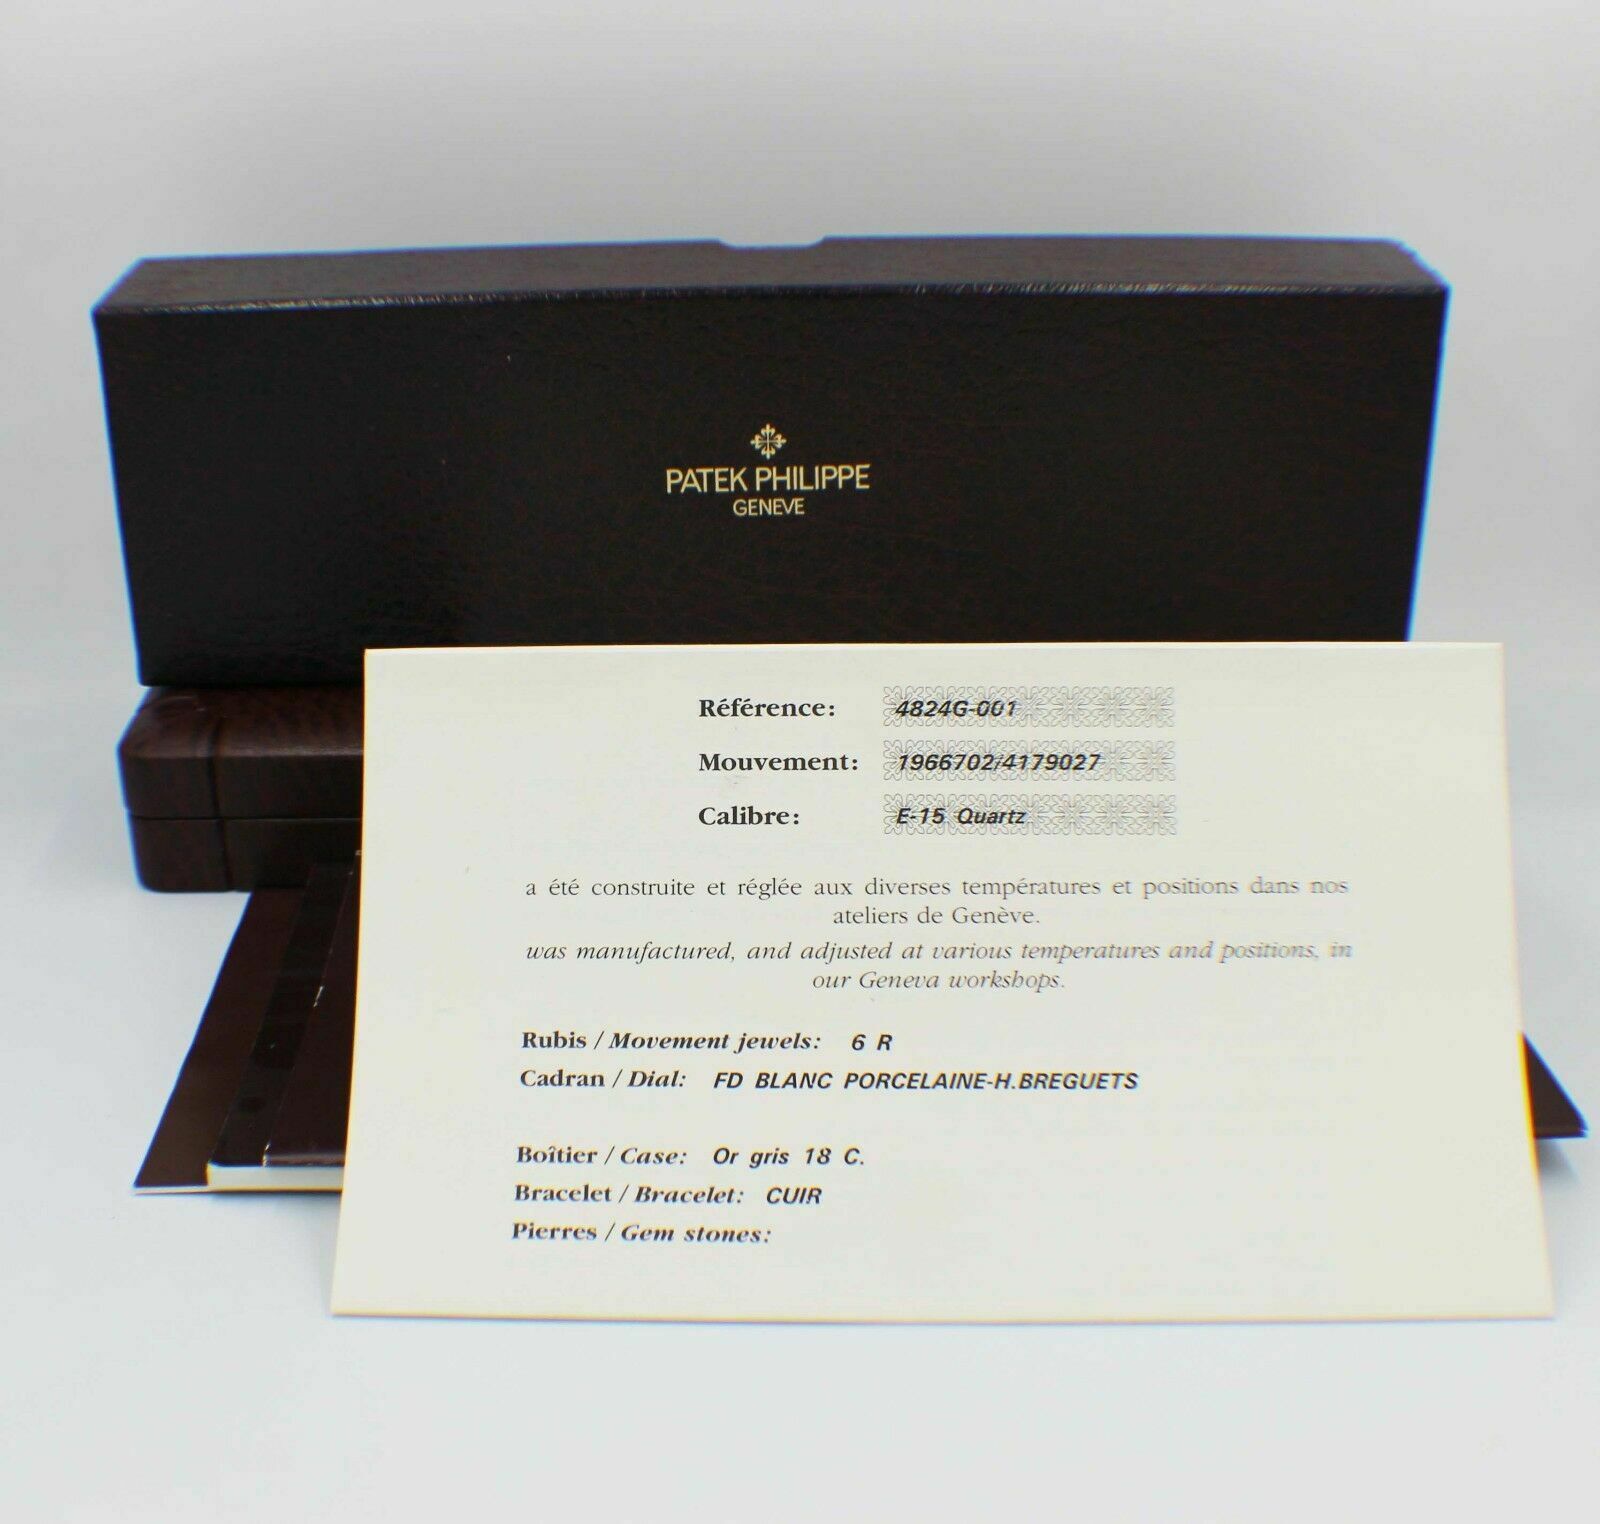 PATEK PHILIPPE
GENEVE
Référence: 4824G-001
Mouvement: 1966702/4179027
Calibre: E-15 Quartz
a été construite et réglée aux diverses températures et positions dans nos
ateliers de Genève.
was manufactured, and adjusted at various temperatures and positions, in
our Geneva workshops.
Rubis / Movement jewels: 6 R
Cadran / Dial: FD BLANC PORCELAINE-H.BREGUETS
Boîtier / Case: Or gris 18 C.
Bracelet / Bracelet: CUIR
Pierres / Gem stones: